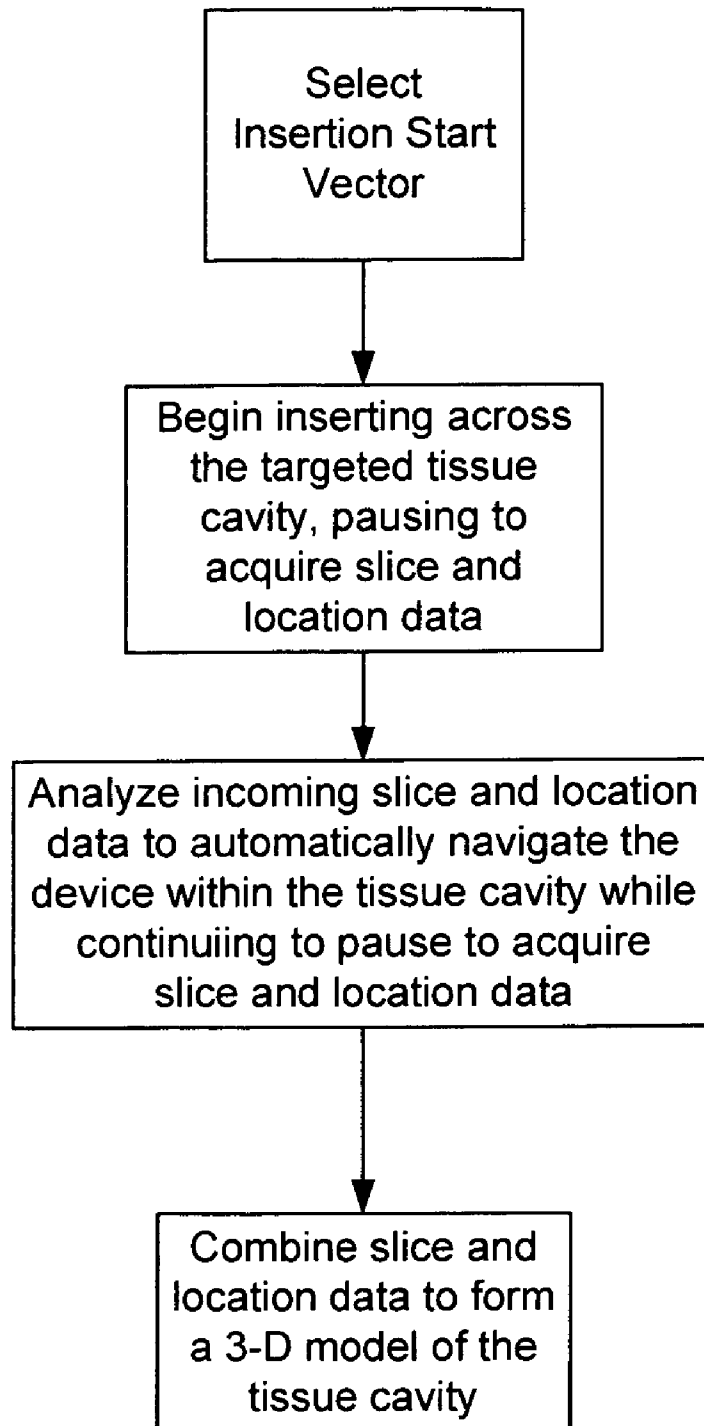 Select
Insertion Start
Vector
Begin inserting across
the targeted tissue
cavity, pausing to
acquire slice and
location data
Analyze incoming slice and location
data to automatically navigate the
device within the tissue cavity while
continuiing to pause to acquire
slice and location data
Combine slice and
location data to form
a 3-D model of the
tissue cavity